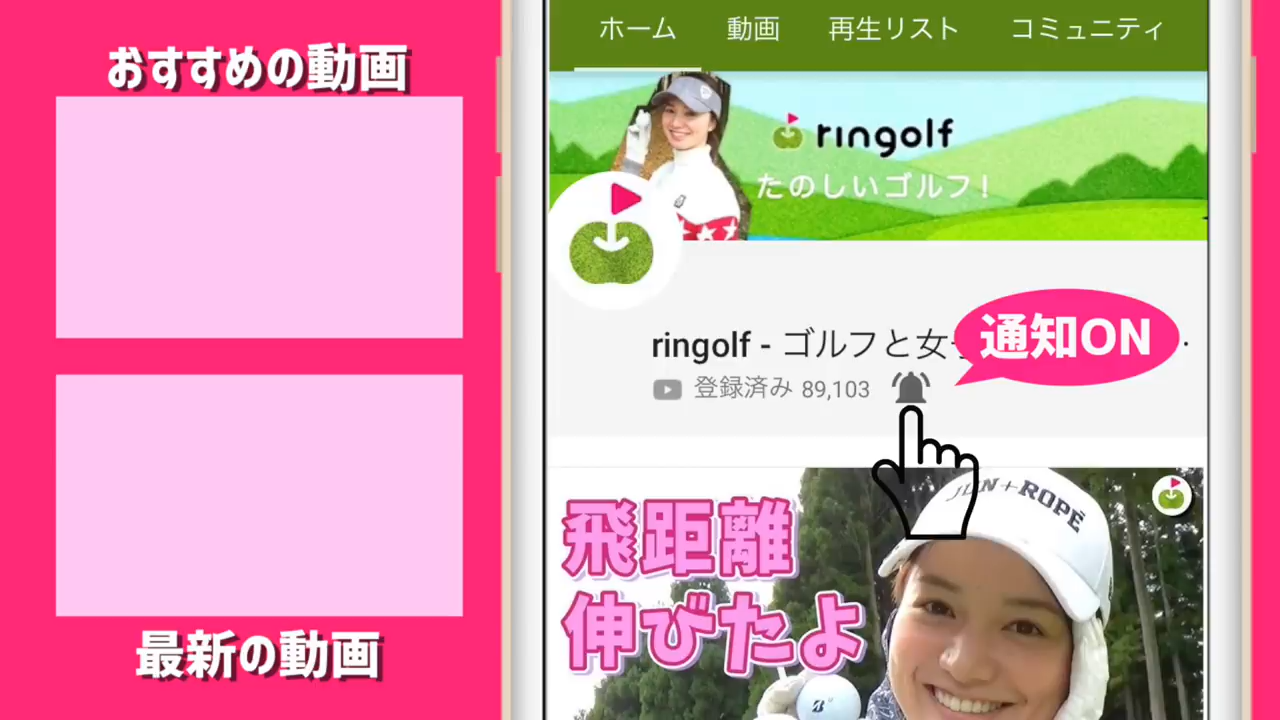 おすすめの動画
最新の動画
ホーム 動画 再生リスト コミュニティ
ringolf
たのしいゴルフ!
ringolf - ゴルフと女
通知ON
登録済み 89,103
飛距離
伸びたよ
JUN+ROPÉ
B